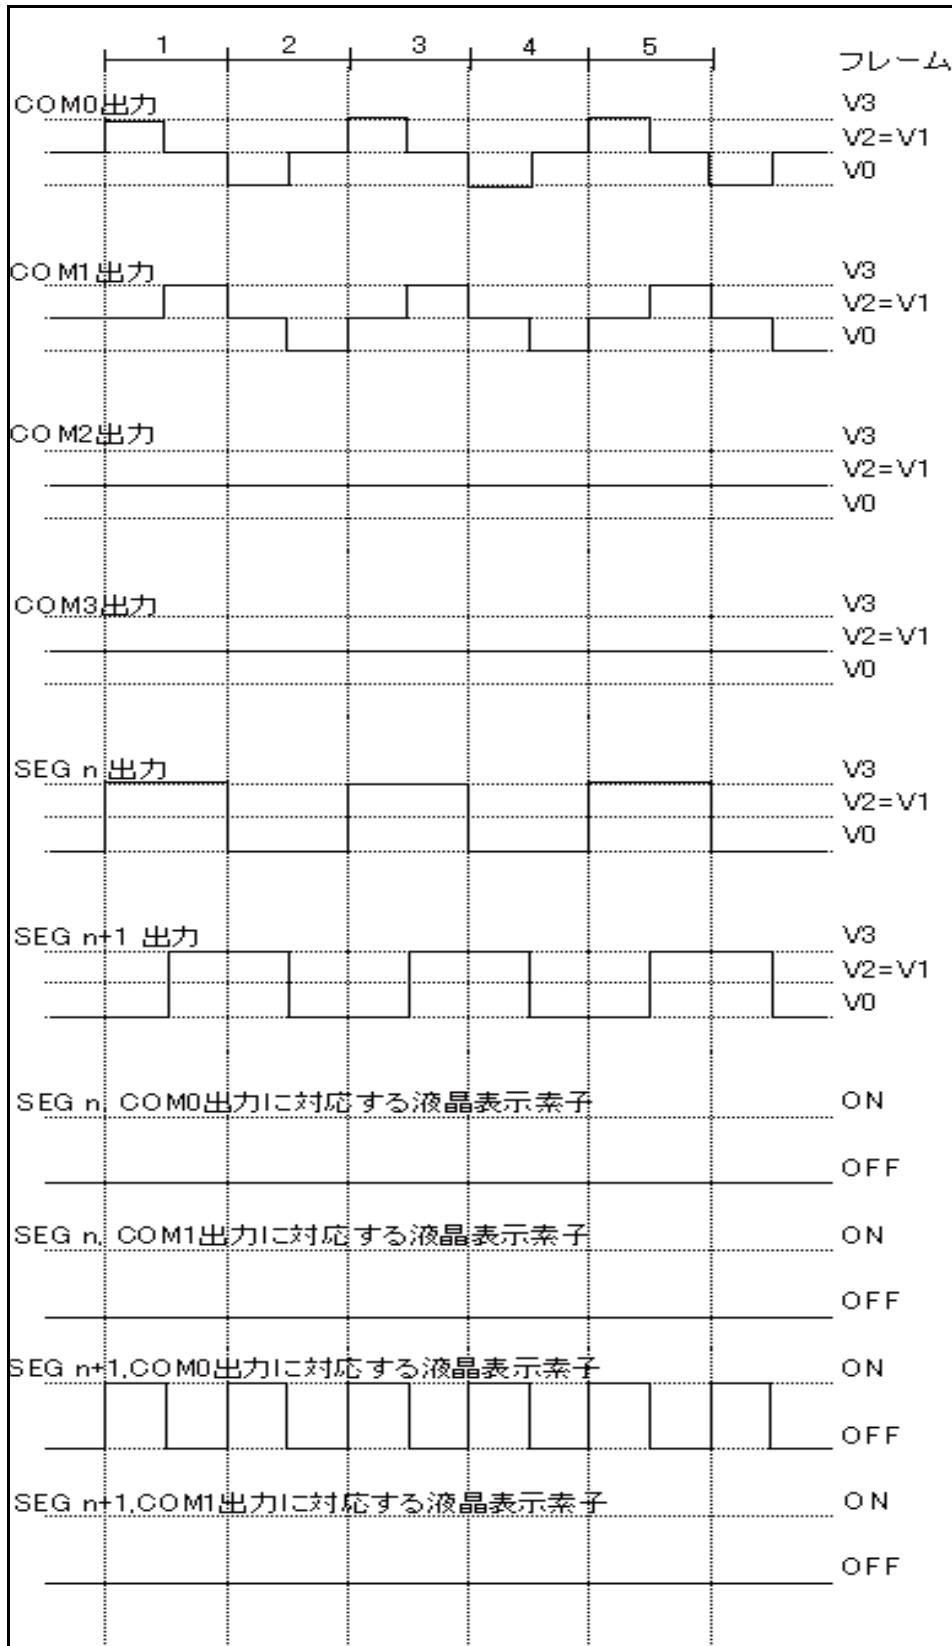 1 2 3 4 5 フレーム
COM0出力 V3
V2=V1
V0
COM1出力 V3
V2=V1
V0
COM2出力 V3
V2=V1
V0
COM3出力 V3
V2=V1
V0
SEG n 出力 V3
V2=V1
V0
SEG n+1 出力 V3
V2=V1
V0
SEG n, COM0出力に対応する液晶表示素子 ON
OFF
SEG n, COM1出力に対応する液晶表示素子 ON
OFF
SEG n+1,COM0出力に対応する液晶表示素子 ON
OFF
SEG n+1,COM1出力に対応する液晶表示素子 ON
OFF